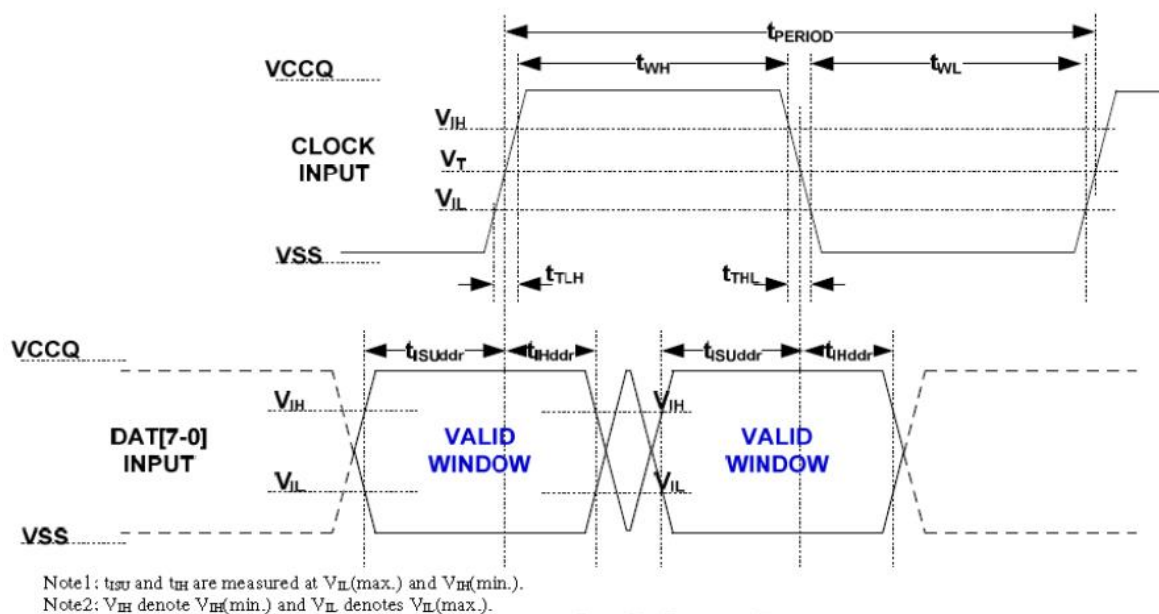 tPERIOD
VCCQ
tWH
tWL
VIH
CLOCK
INPUT
VT
VIL
VSS
tTLH
tTHL
VCCQ
tISUddr
tIHddr
tISUddr
tIHddr
VIH
VIH
DAT[7-0]
INPUT
VALID
WINDOW
VALID
WINDOW
VIL
VIL
VSS
Note1: tISU and tIH are measured at VIL(max.) and VIH(min.).
Note2: VIH denote VIH(min.) and VIL denotes VIL(max.).